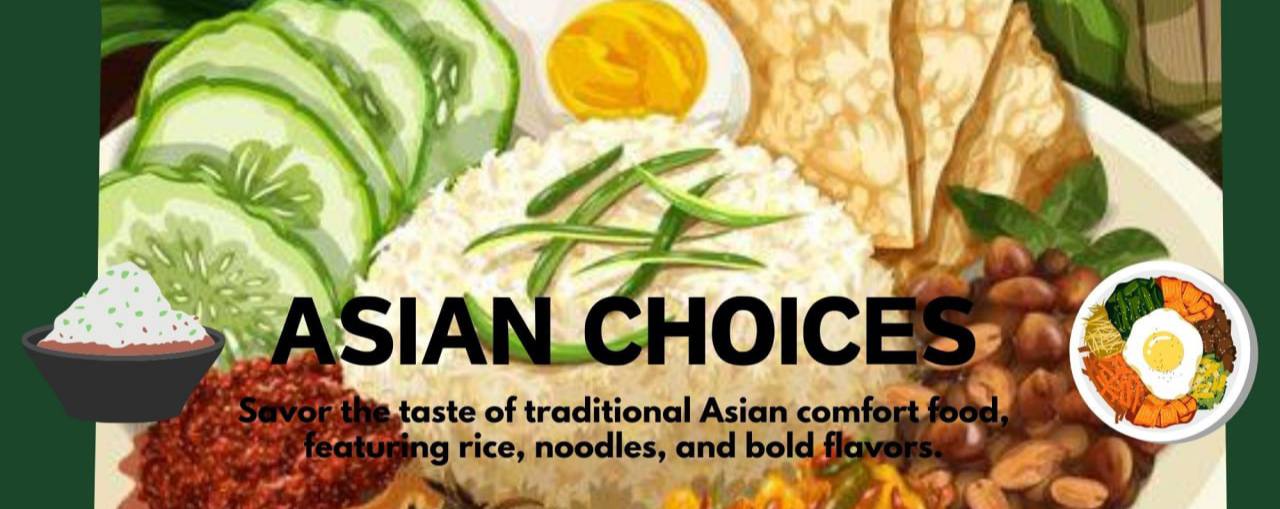 ASIAN CHOICES
Savor the taste of traditional Asian comfort food,
featuring rice, noodles, and bold flavors.